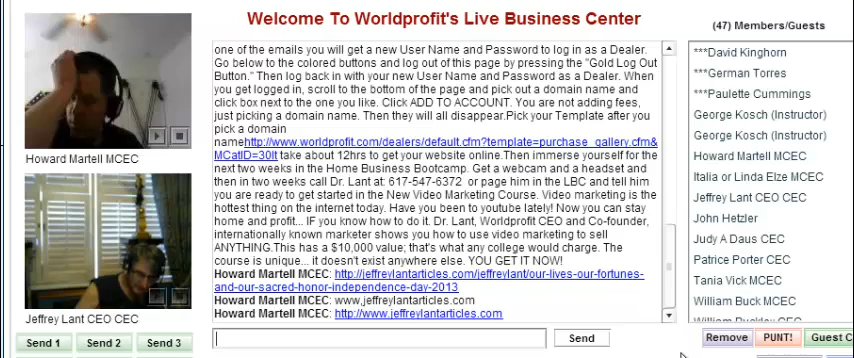 Welcome To Worldprofit's Live Business Center
(47) Members/Guests
Howard Martell MCEC
Jeffrey Lant CEO CEC
Send 1
Send 2
Send 3
one of the emails you will get a new User Name and Password to log in as a Dealer.
Go below to the colored buttons and log out of this page by pressing the "Gold Log Out
Button." Then log back in with your new User Name and Password as a Dealer. When
you get logged in, scroll to the bottom of the page and pick out a domain name and
click box next to the one you like. Click ADD TO ACCOUNT. You are not adding fees,
just picking a domain name. Then they will all disappear.Pick your Template after you
pick a domain
namehttp://www.worldprofit.com/dealers/default.cfm?template=purchase_gallery.cfm&
MCatID=30It take about 12hrs to get your website online.Then immerse yourself for the
next two weeks in the Home Business Bootcamp. Get a webcam and a headset and
then in two weeks call Dr. Lant at: 617-547-6372 or page him in the LBC and tell him
you are ready to get started in the New Video Marketing Course. Video marketing is the
hottest thing on the internet today. Have you been to youtube lately! Now you can stay
home and profit... IF you know how to do it. Dr. Lant, Worldprofit CEO and Co-founder,
internationally known marketer shows you how to use video marketing to sell
ANYTHING.This has a $10,000 value; that's what any college would charge. The
course is unique... it doesn't exist anywhere else. YOU GET IT NOW!
Howard Martell MCEC: http://jeffreylantarticles.com/jeffreylant/our-lives-our-fortunes-
and-our-sacred-honor-independence-day-2013
Howard Martell MCEC: www.jeffreylantarticles.com
Howard Martell MCEC: http://www.jeffreylantarticles.com
Send
***David Kinghorn
***German Torres
***Paulette Cummings
George Kosch (Instructor)
George Kosch (Instructor)
Howard Martell MCEC
Italia or Linda Elze MCEC
Jeffrey Lant CEO CEC
John Hetzler
Judy A Daus CEC
Patrice Porter CEC
Tania Vick MCEC
William Buck MCEC
Remove
PUNT!
Guest C